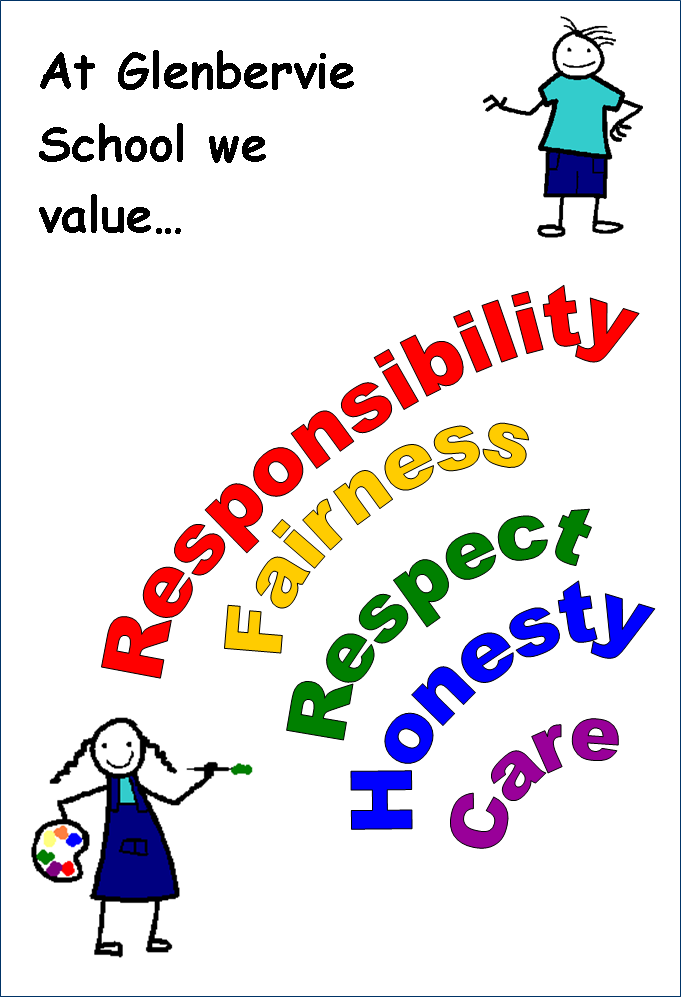 At Glenbervie
School we
value...
Responsibility
Fairness
Respect
Honesty
Care